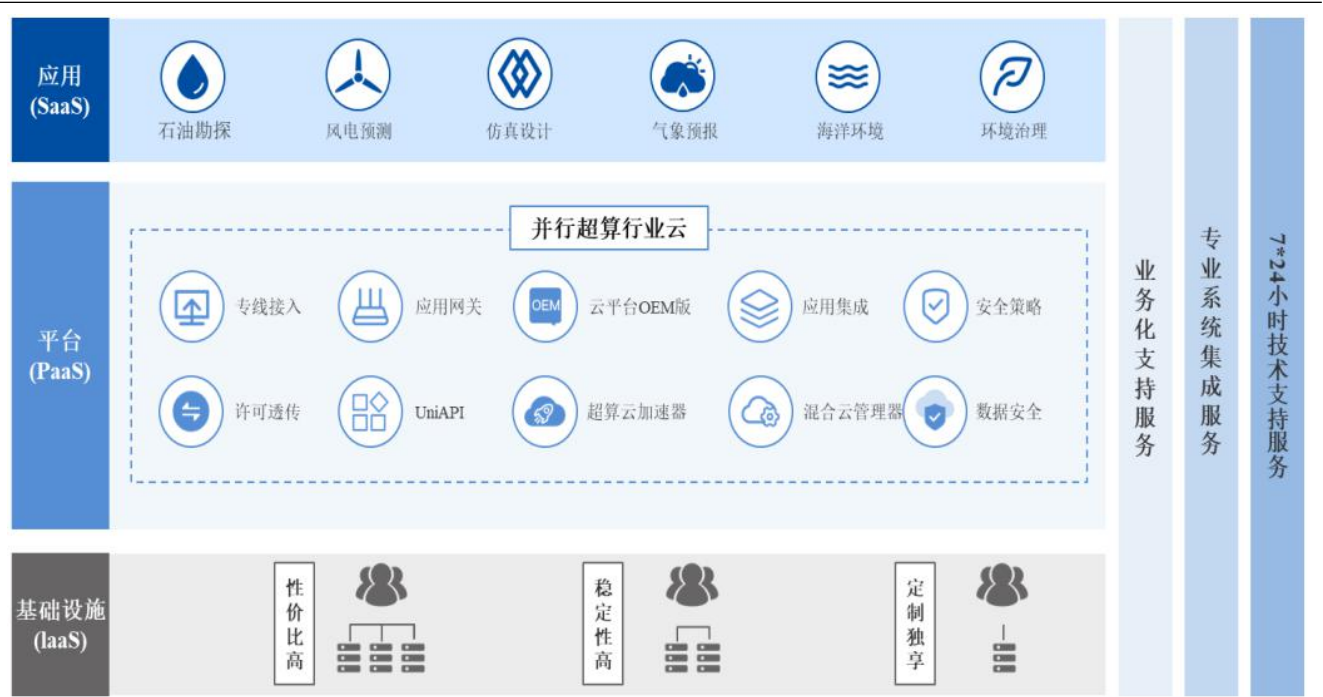 应用
(SaaS)
石油勘探
风电预测
仿真设计
气象预报
海洋环境
环境治理
平台
(PaaS)
并行超算行业云
专线接入
应用网关
OEM
云平台OEM版
应用集成
安全策略
许可透传
UniAPI
超算云加速器
混合云管理器
数据安全
基础设施
(IaaS)
性价比高
稳定性高
定制独享
业务化支持服务
专业系统集成服务
7*24小时技术支持服务